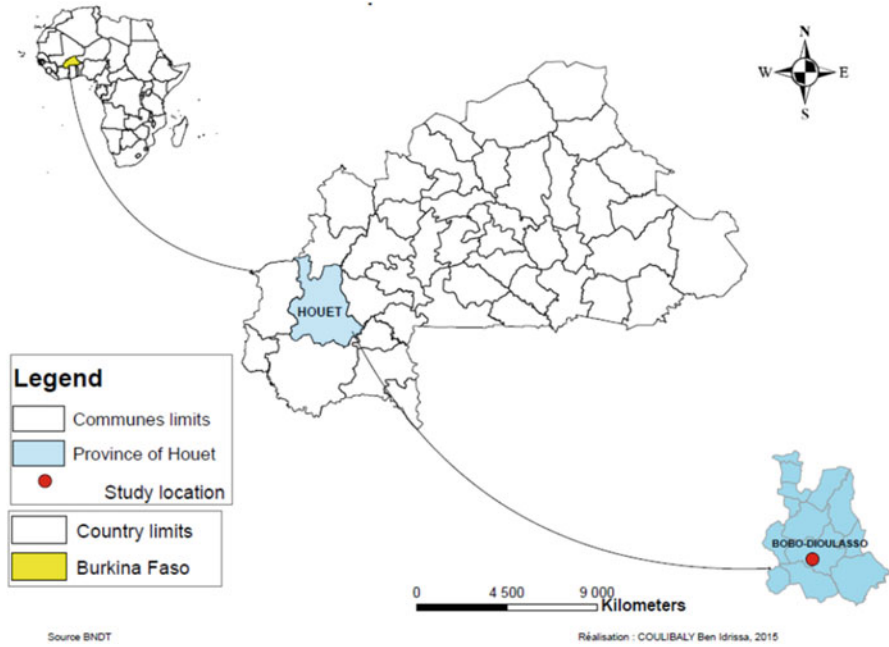 N
W E
S
HOUET
Legend
Communes limits
Province of Houet
Study location
Country limits
Burkina Faso
BOBO-DIOULASSO
0 4 500 9 000
Kilometers
Source BNDT
Réalisation : COULIBALY Ben Idrissa, 2015